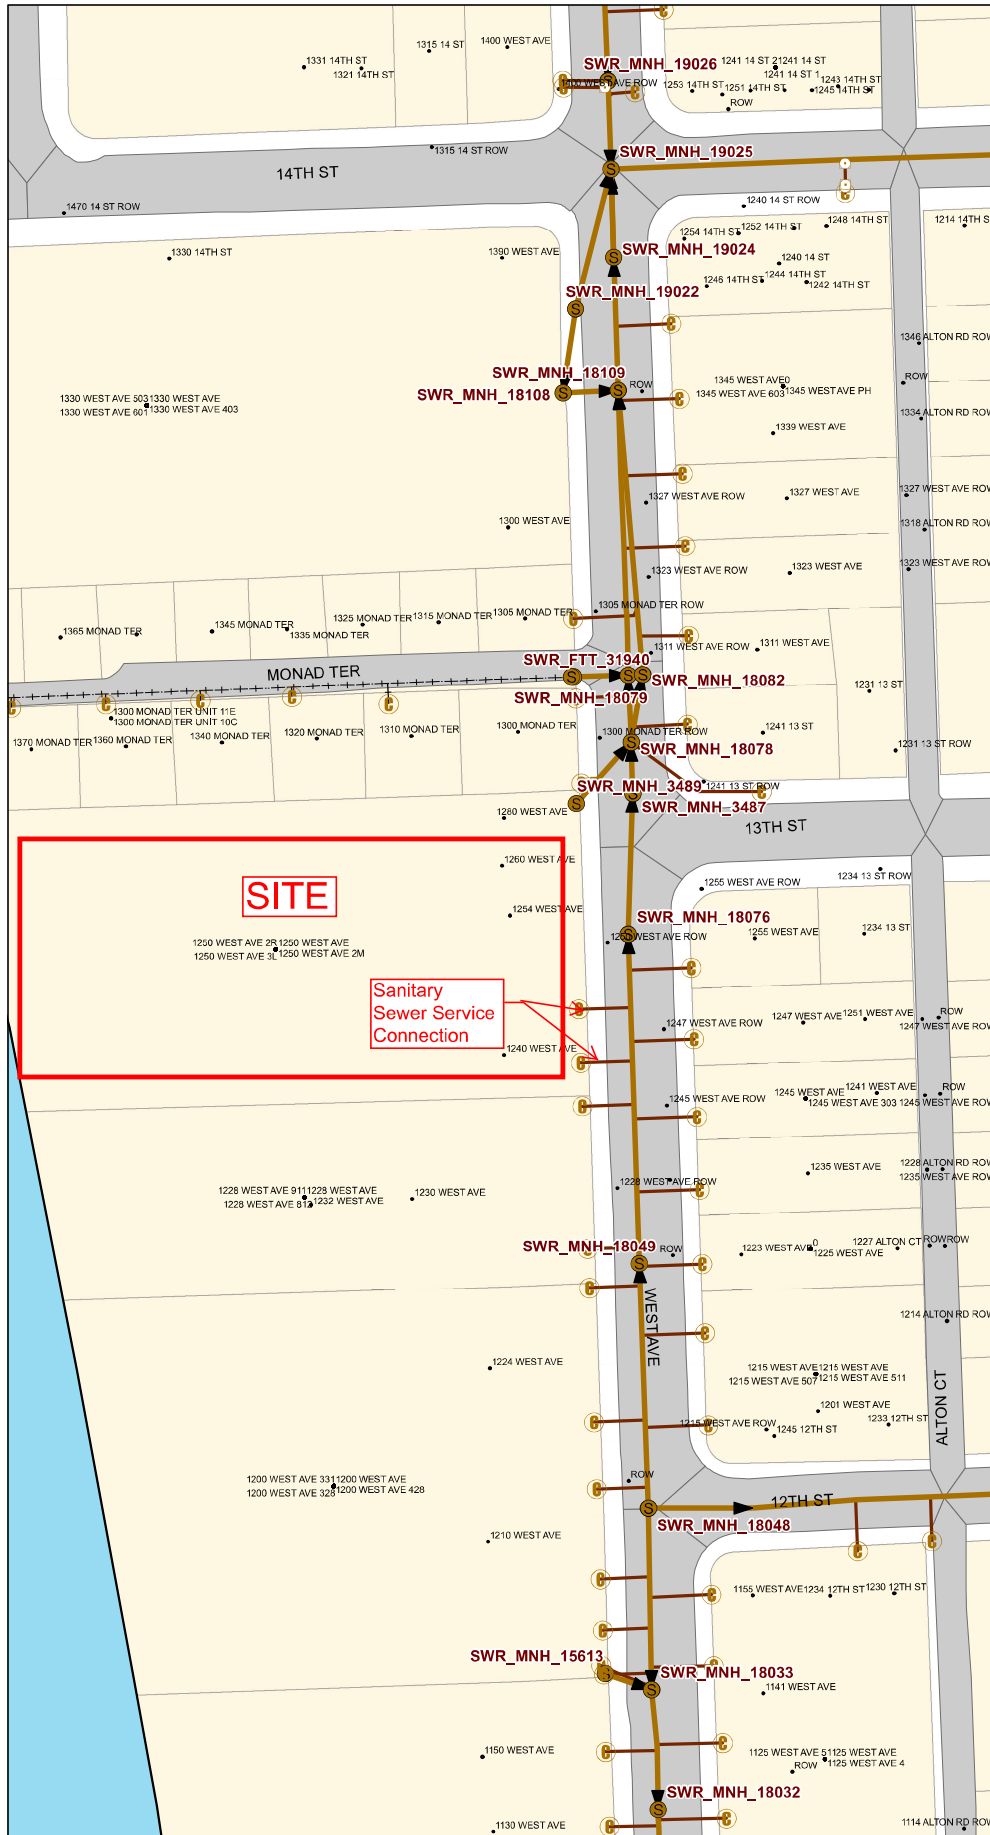 1315 14 ST
1400 WEST AVE
1331 14TH ST
1321 14TH ST
SWR_MNH_19026
1400 WEST AVE ROW
1253 14TH ST
1251 14TH ST
ROW
1243 14TH ST
1245 14TH ST
1315 14 ST ROW
SWR_MNH_19025
14TH ST
1470 14 ST ROW
1240 14 ST ROW
1254 14TH ST
1252 14TH ST
1248 14TH ST
1214 14TH ST
1330 14TH ST
1390 WEST AVE
SWR_MNH_19024
1240 14 ST
1246 14TH ST
1244 14TH ST
1242 14TH ST
SWR_MNH_19022
1346 ALTON RD ROW
SWR_MNH_18109
SWR_MNH_18108
ROW
1345 WEST AVE0
1345 WEST AVE 603
1345 WEST AVE PH
ROW
1330 WEST AVE 503
1330 WEST AVE
1330 WEST AVE 601
1330 WEST AVE 403
1334 ALTON RD ROW
1339 WEST AVE
1327 WEST AVE ROW
1327 WEST AVE
1327 WEST AVE ROW
1300 WEST AVE
1318 ALTON RD ROW
1323 WEST AVE ROW
1323 WEST AVE
1323 WEST AVE ROW
1305 MONAD TER ROW
1365 MONAD TER
1345 MONAD TER
1335 MONAD TER
1325 MONAD TER
1315 MONAD TER
1305 MONAD TER
1311 WEST AVE ROW
1311 WEST AVE
SWR_FTT_31940
MONAD TER
SWR_MNH_18082
SWR_MNH_18079
1231 13 ST
1300 MONAD TER UNIT 11E
1300 MONAD TER UNIT 10C
1370 MONAD TER
1360 MONAD TER
1340 MONAD TER
1320 MONAD TER
1310 MONAD TER
1300 MONAD TER
1300 MONAD TER ROW
1241 13 ST
SWR_MNH_18078
1231 13 ST ROW
SWR_MNH_3489
1241 13 ST ROW
SWR_MNH_3487
1280 WEST AVE
13TH ST
1260 WEST AVE
1234 13 ST ROW
SITE
1255 WEST AVE ROW
1254 WEST AVE
SWR_MNH_18076
1250 WEST AVE 2R
1250 WEST AVE
1250 WEST AVE 3L
1250 WEST AVE 2M
1250 WEST AVE ROW
1255 WEST AVE
1234 13 ST
Sanitary
Sewer Service
Connection
1247 WEST AVE ROW
1247 WEST AVE
1251 WEST AVE
ROW
1247 WEST AVE ROW
1240 WEST AVE
1245 WEST AVE ROW
1245 WEST AVE
1241 WEST AVE
ROW
1245 WEST AVE 303
1245 WEST AVE ROW
1228 WEST AVE 911
1228 WEST AVE
1228 WEST AVE 812
1232 WEST AVE
1230 WEST AVE
1228 WEST AVE ROW
1235 WEST AVE
1228 ALTON RD ROW
1235 WEST AVE ROW
SWR_MNH_18049
ROW
1223 WEST AVE
0
1225 WEST AVE
1227 ALTON CT ROW
ROW
WEST AVE
1214 ALTON RD ROW
1224 WEST AVE
1215 WEST AVE
1215 WEST AVE
1215 WEST AVE 507
1215 WEST AVE 511
ALTON CT
1201 WEST AVE
1215 WEST AVE ROW
1245 12TH ST
1233 12TH ST
1200 WEST AVE 331
1200 WEST AVE
1200 WEST AVE 328
1200 WEST AVE 428
ROW
12TH ST
SWR_MNH_18048
1210 WEST AVE
1155 WEST AVE
1234 12TH ST
1230 12TH ST
SWR_MNH_15613
SWR_MNH_18033
1141 WEST AVE
1150 WEST AVE
1125 WEST AVE 5
1125 WEST AVE
ROW
1125 WEST AVE 4
SWR_MNH_18032
1130 WEST AVE
1114 ALTON RD ROW